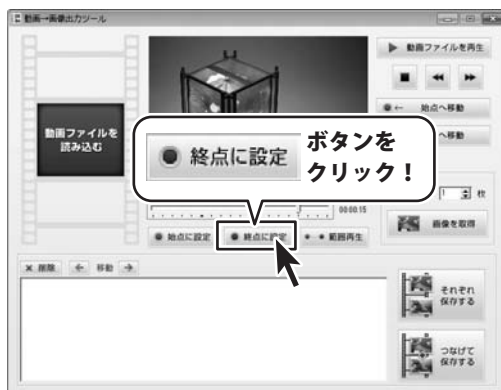 動画→画像出力ツール
動画ファイルを再生
始点へ移動
へ移動
動画ファイルを
読み込む
終点に設定
ボタンを
クリック！
1 枚
00:00:15
画像を取得
始点に設定
終点に設定
範囲再生
削除
移動
それぞれ
保存する
つなげて
保存する